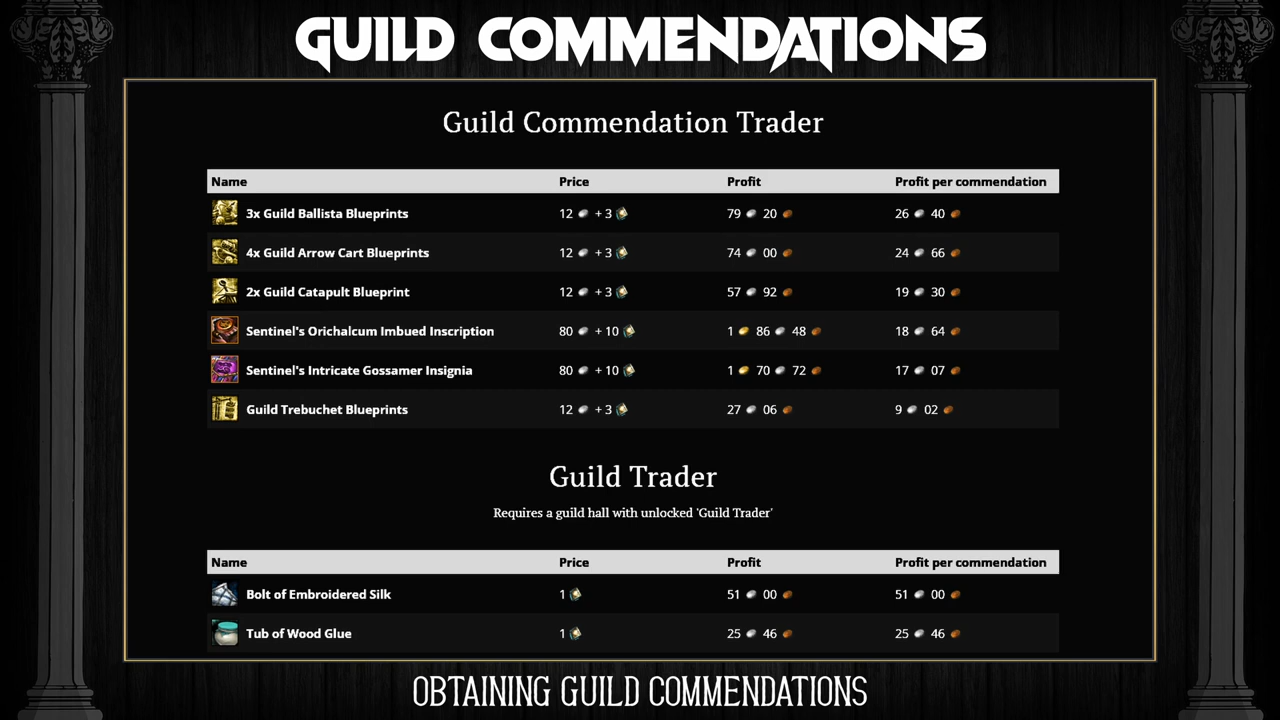 GUILD COMMENDATIONS
Guild Commendation Trader
Name Price Profit Profit per commendation
3x Guild Ballista Blueprints 12 + 3 79 20 26 40
4x Guild Arrow Cart Blueprints 12 + 3 74 00 24 66
2x Guild Catapult Blueprint 12 + 3 57 92 19 30
Sentinel's Orichalcum Imbued Inscription 80 + 10 1 86 48 18 64
Sentinel's Intricate Gossamer Insignia 80 + 10 1 70 72 17 07
Guild Trebuchet Blueprints 12 + 3 27 06 9 02
Guild Trader
Requires a guild hall with unlocked 'Guild Trader'
Name Price Profit Profit per commendation
Bolt of Embroidered Silk 1 51 00 51 00
Tub of Wood Glue 1 25 46 25 46
OBTAINING GUILD COMMENDATIONS